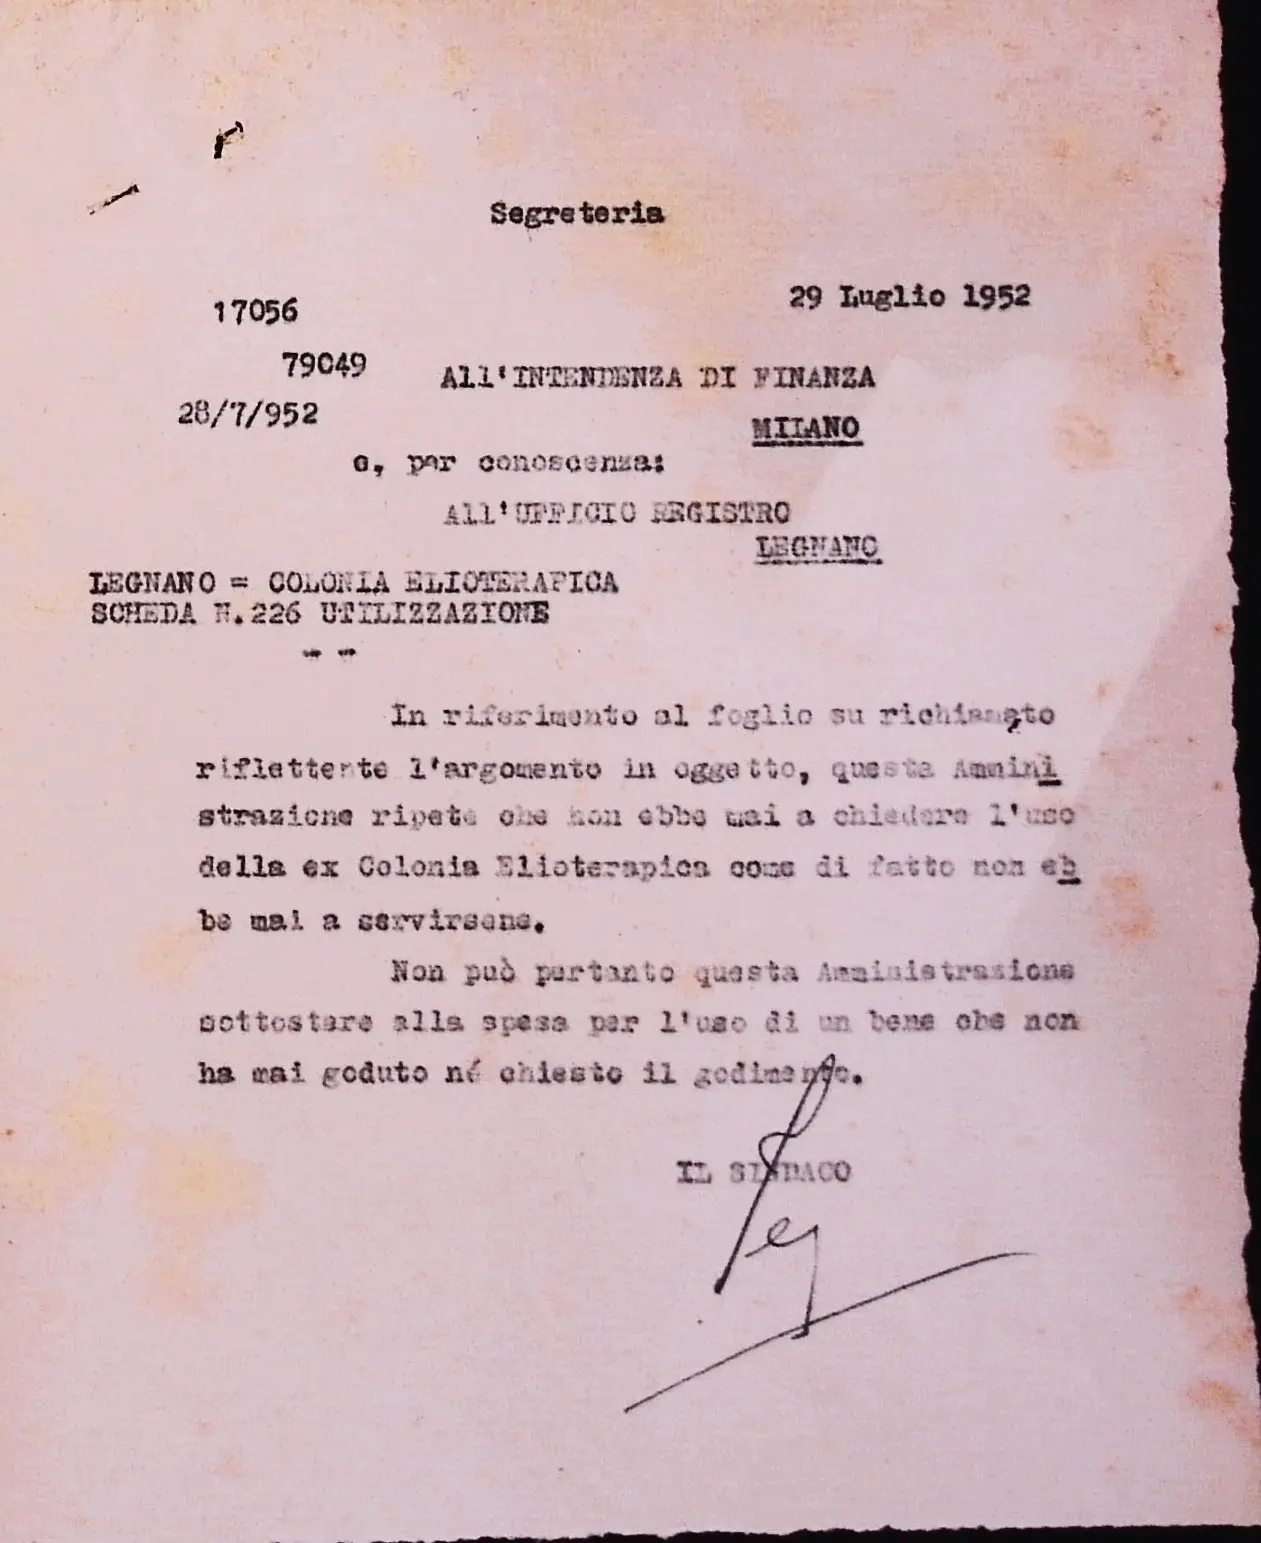 Segreteria
29 Luglio 1952
17056
79049
All'INTENDENZA DI FINANZA
28/7/952
MILANO
e, per conoscenza:
All'UFFICIO REGISTRO
LEGNANO
LEGNANO = COLONIA ELIOTERAPICA
SCHEDA N.226 UTILIZZAZIONE
- -
In riferimento al foglio su richiamato
riflettente l'argomento in oggetto, questa Ammini
strazione ripete che non ebbe mai a chiedere l'uso
della ex Colonia Elioterapica come di fatto non eb
be mai a servirsene.
Non può pertanto questa Amministrazione
sottostare alla spesa per l'uso di un bene che non
ha mai goduto né chiesto il godimento.
IL SINDACO